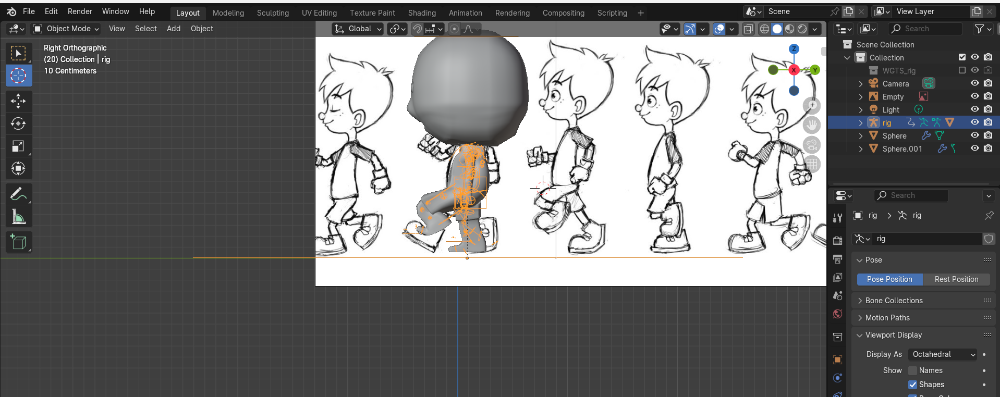 File Edit Render Window Help Layout Modeling Sculpting UV Editing Texture Paint Shading Animation Rendering Compositing Scripting + Scene View Layer
Object Mode View Select Add Object Global Search
Right Orthographic
(20) Collection | rig
10 Centimeters
Z
X
Y
Scene Collection
Collection
WGTS_rig
Camera
Empty
Light
rig
Sphere
Sphere.001
Search
rig > rig
rig
Pose
Pose Position Rest Position
Bone Collections
Motion Paths
Viewport Display
Display As Octahedral
Show Names
Shapes